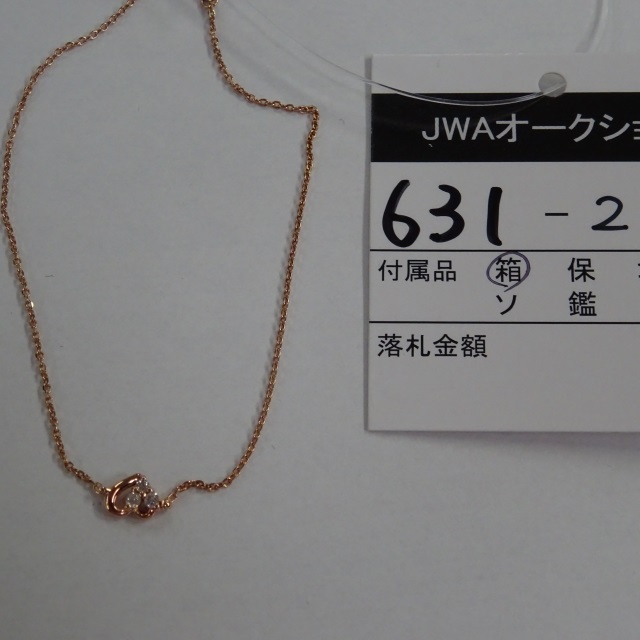 JWAオークショ
631 - 2
付属品 箱 保
ソ 鑑
落札金額